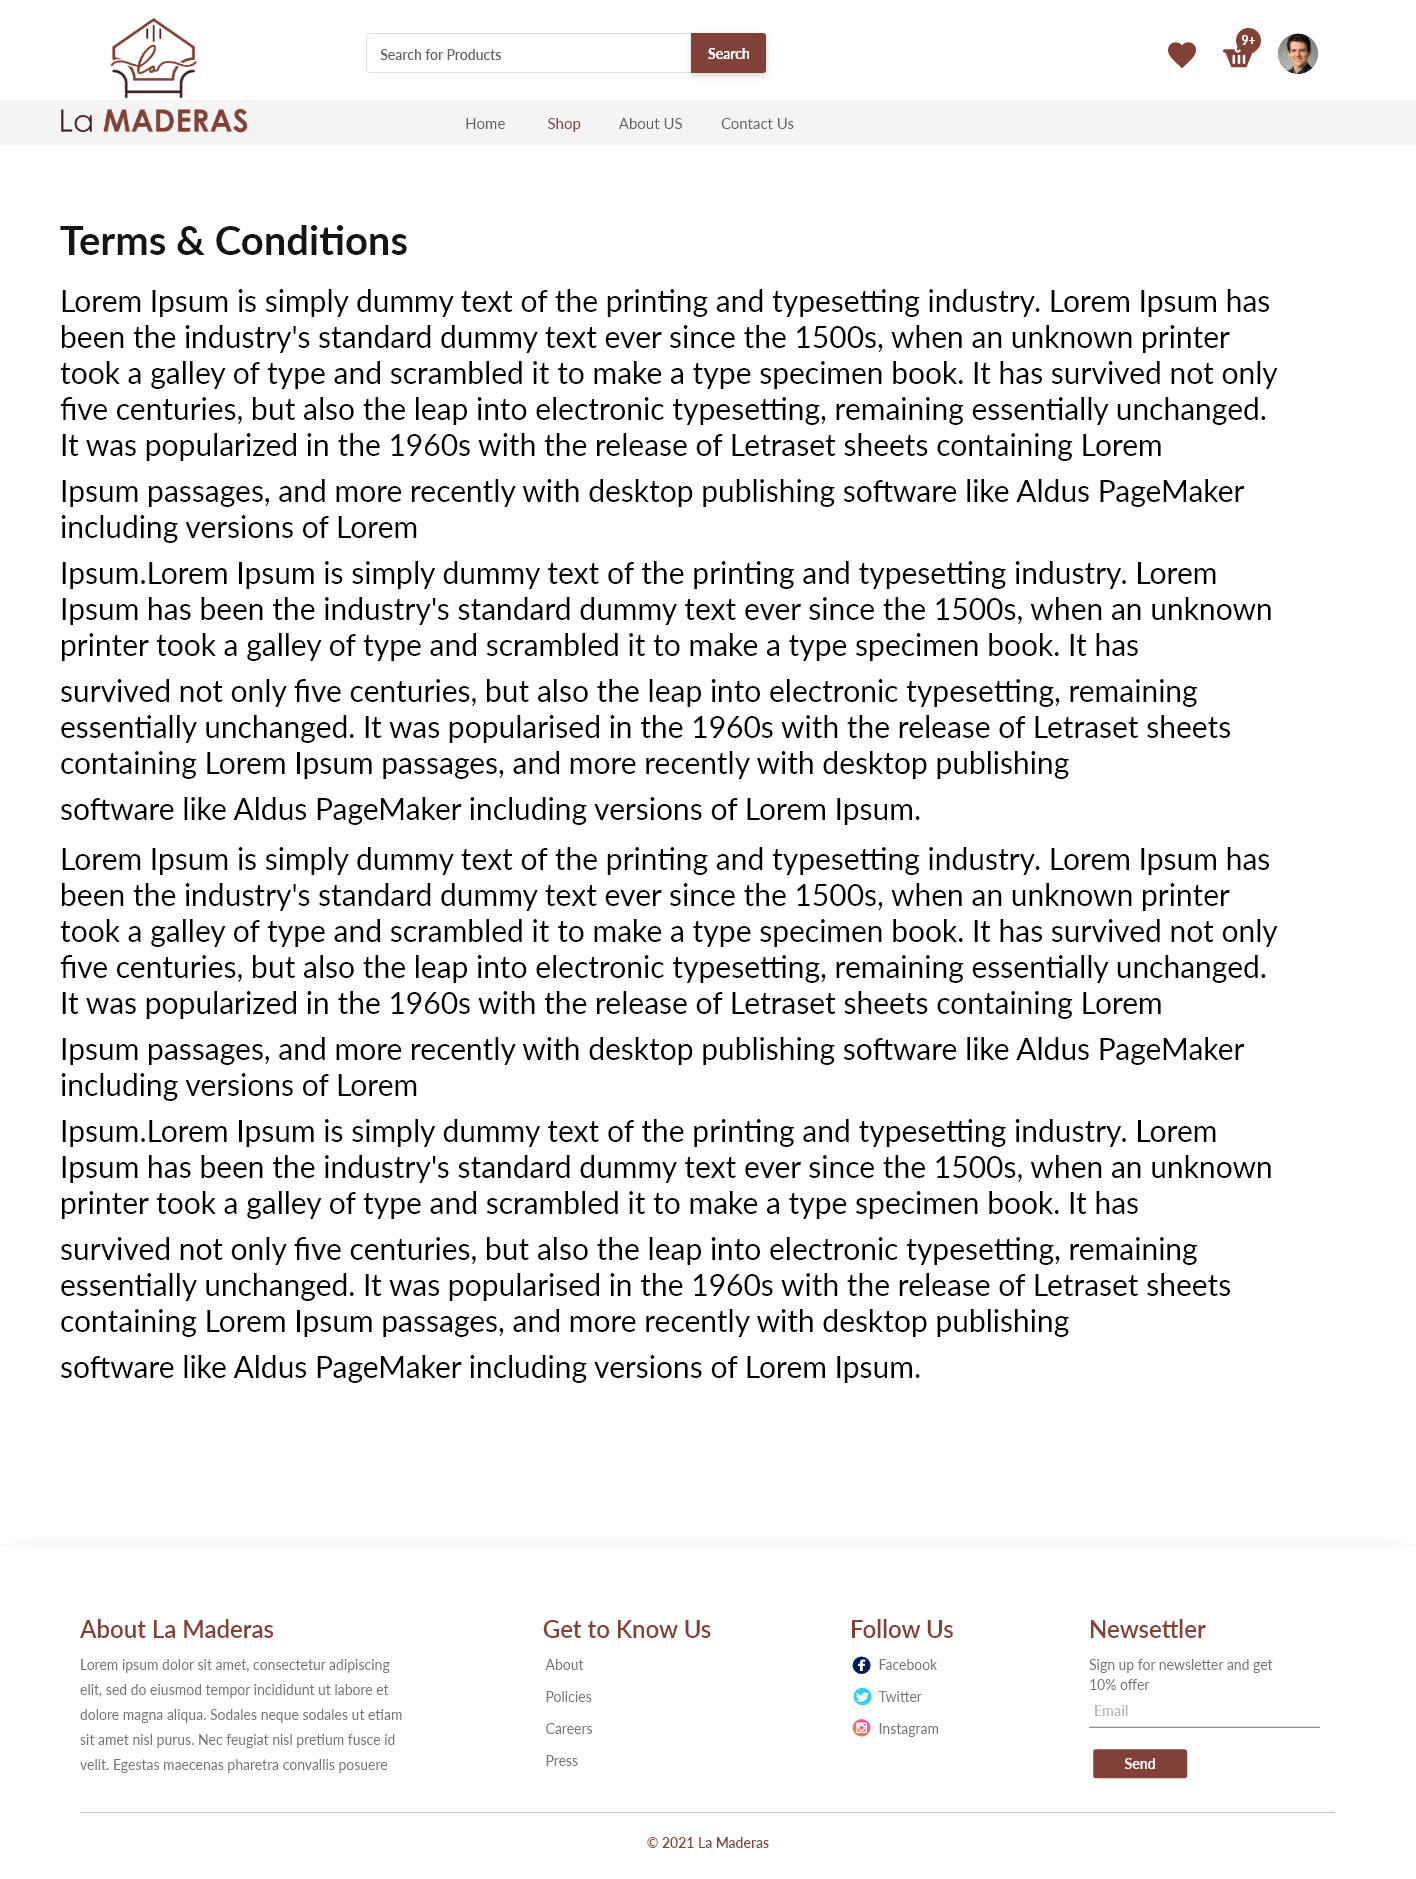 la
La MADERAS
Search for Products
Search
9+
Home
Shop
About US
Contact Us
Terms & Conditions
Lorem Ipsum is simply dummy text of the printing and typesetting industry. Lorem Ipsum has
been the industry's standard dummy text ever since the 1500s, when an unknown printer
took a galley of type and scrambled it to make a type specimen book. It has survived not only
five centuries, but also the leap into electronic typesetting, remaining essentially unchanged.
It was popularized in the 1960s with the release of Letraset sheets containing Lorem
Ipsum passages, and more recently with desktop publishing software like Aldus PageMaker
including versions of Lorem
Ipsum.Lorem Ipsum is simply dummy text of the printing and typesetting industry. Lorem
Ipsum has been the industry's standard dummy text ever since the 1500s, when an unknown
printer took a galley of type and scrambled it to make a type specimen book. It has
survived not only five centuries, but also the leap into electronic typesetting, remaining
essentially unchanged. It was popularised in the 1960s with the release of Letraset sheets
containing Lorem Ipsum passages, and more recently with desktop publishing
software like Aldus PageMaker including versions of Lorem Ipsum.
Lorem Ipsum is simply dummy text of the printing and typesetting industry. Lorem Ipsum has
been the industry's standard dummy text ever since the 1500s, when an unknown printer
took a galley of type and scrambled it to make a type specimen book. It has survived not only
five centuries, but also the leap into electronic typesetting, remaining essentially unchanged.
It was popularized in the 1960s with the release of Letraset sheets containing Lorem
Ipsum passages, and more recently with desktop publishing software like Aldus PageMaker
including versions of Lorem
Ipsum.Lorem Ipsum is simply dummy text of the printing and typesetting industry. Lorem
Ipsum has been the industry's standard dummy text ever since the 1500s, when an unknown
printer took a galley of type and scrambled it to make a type specimen book. It has
survived not only five centuries, but also the leap into electronic typesetting, remaining
essentially unchanged. It was popularised in the 1960s with the release of Letraset sheets
containing Lorem Ipsum passages, and more recently with desktop publishing
software like Aldus PageMaker including versions of Lorem Ipsum.
About La Maderas
Lorem ipsum dolor sit amet, consectetur adipiscing
elit, sed do eiusmod tempor incididunt ut labore et
dolore magna aliqua. Sodales neque sodales ut etiam
sit amet nisl purus. Nec feugiat nisl pretium fusce id
velit. Egestas maecenas pharetra convallis posuere
Get to Know Us
About
Policies
Careers
Press
Follow Us
Facebook
Twitter
Instagram
Newsettler
Sign up for newsletter and get
10% offer
Email
Send
© 2021 La Maderas